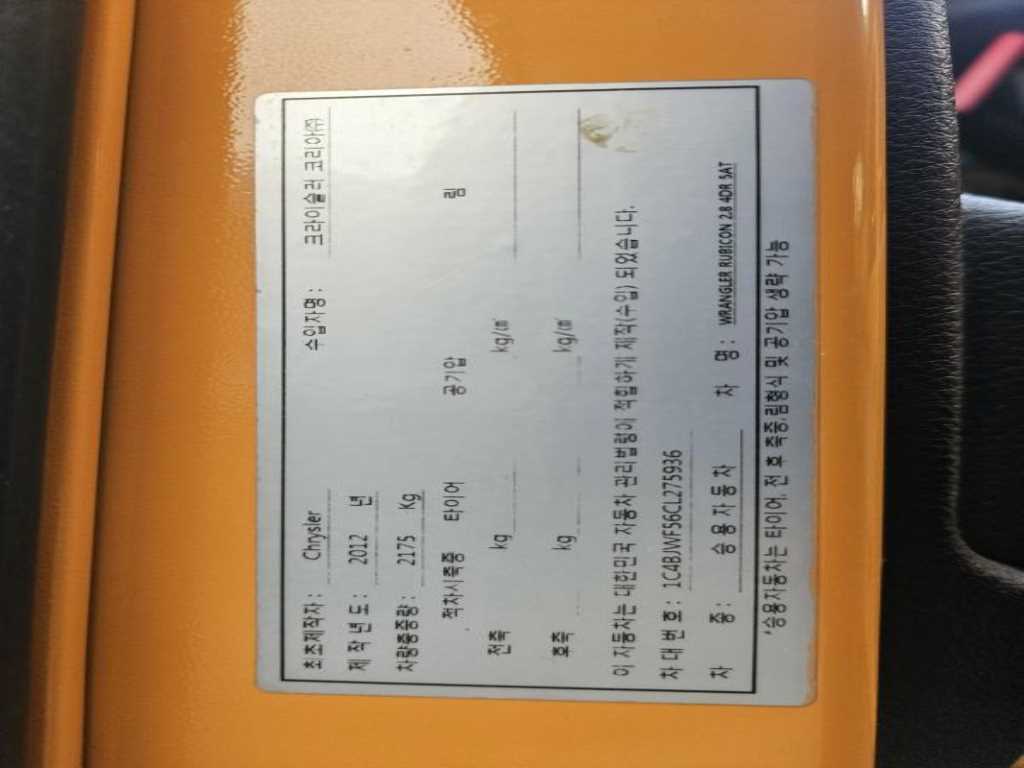 최초제작자 : Chrysler 수입자명 : 크라이슬러 코리아㈜
제 작 년 도 : 2012 년
차량총중량 : 2175 Kg
적차시축중 타이어 공기압 림
전축 kg kg/㎠
후축 kg kg/㎠
이 자동차는 대한민국 자동차 관리법령에 적합하게 제작(수입) 되었습니다.
차 대 번 호 : 1C4BJWF56CL275936
차 종 : 승용자동차 차 명 : WRANGLER RUBICON 2.8 4DR 5AT
*승용자동차는 타이어, 전 후 축중,림형식 및 공기압 생략 가능